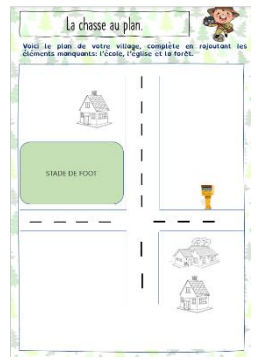 La chasse au plan.
Voici le plan de votre village, complète en rajoutant les
éléments manquants: l'école, l'église et la forêt.
STADE DE FOOT